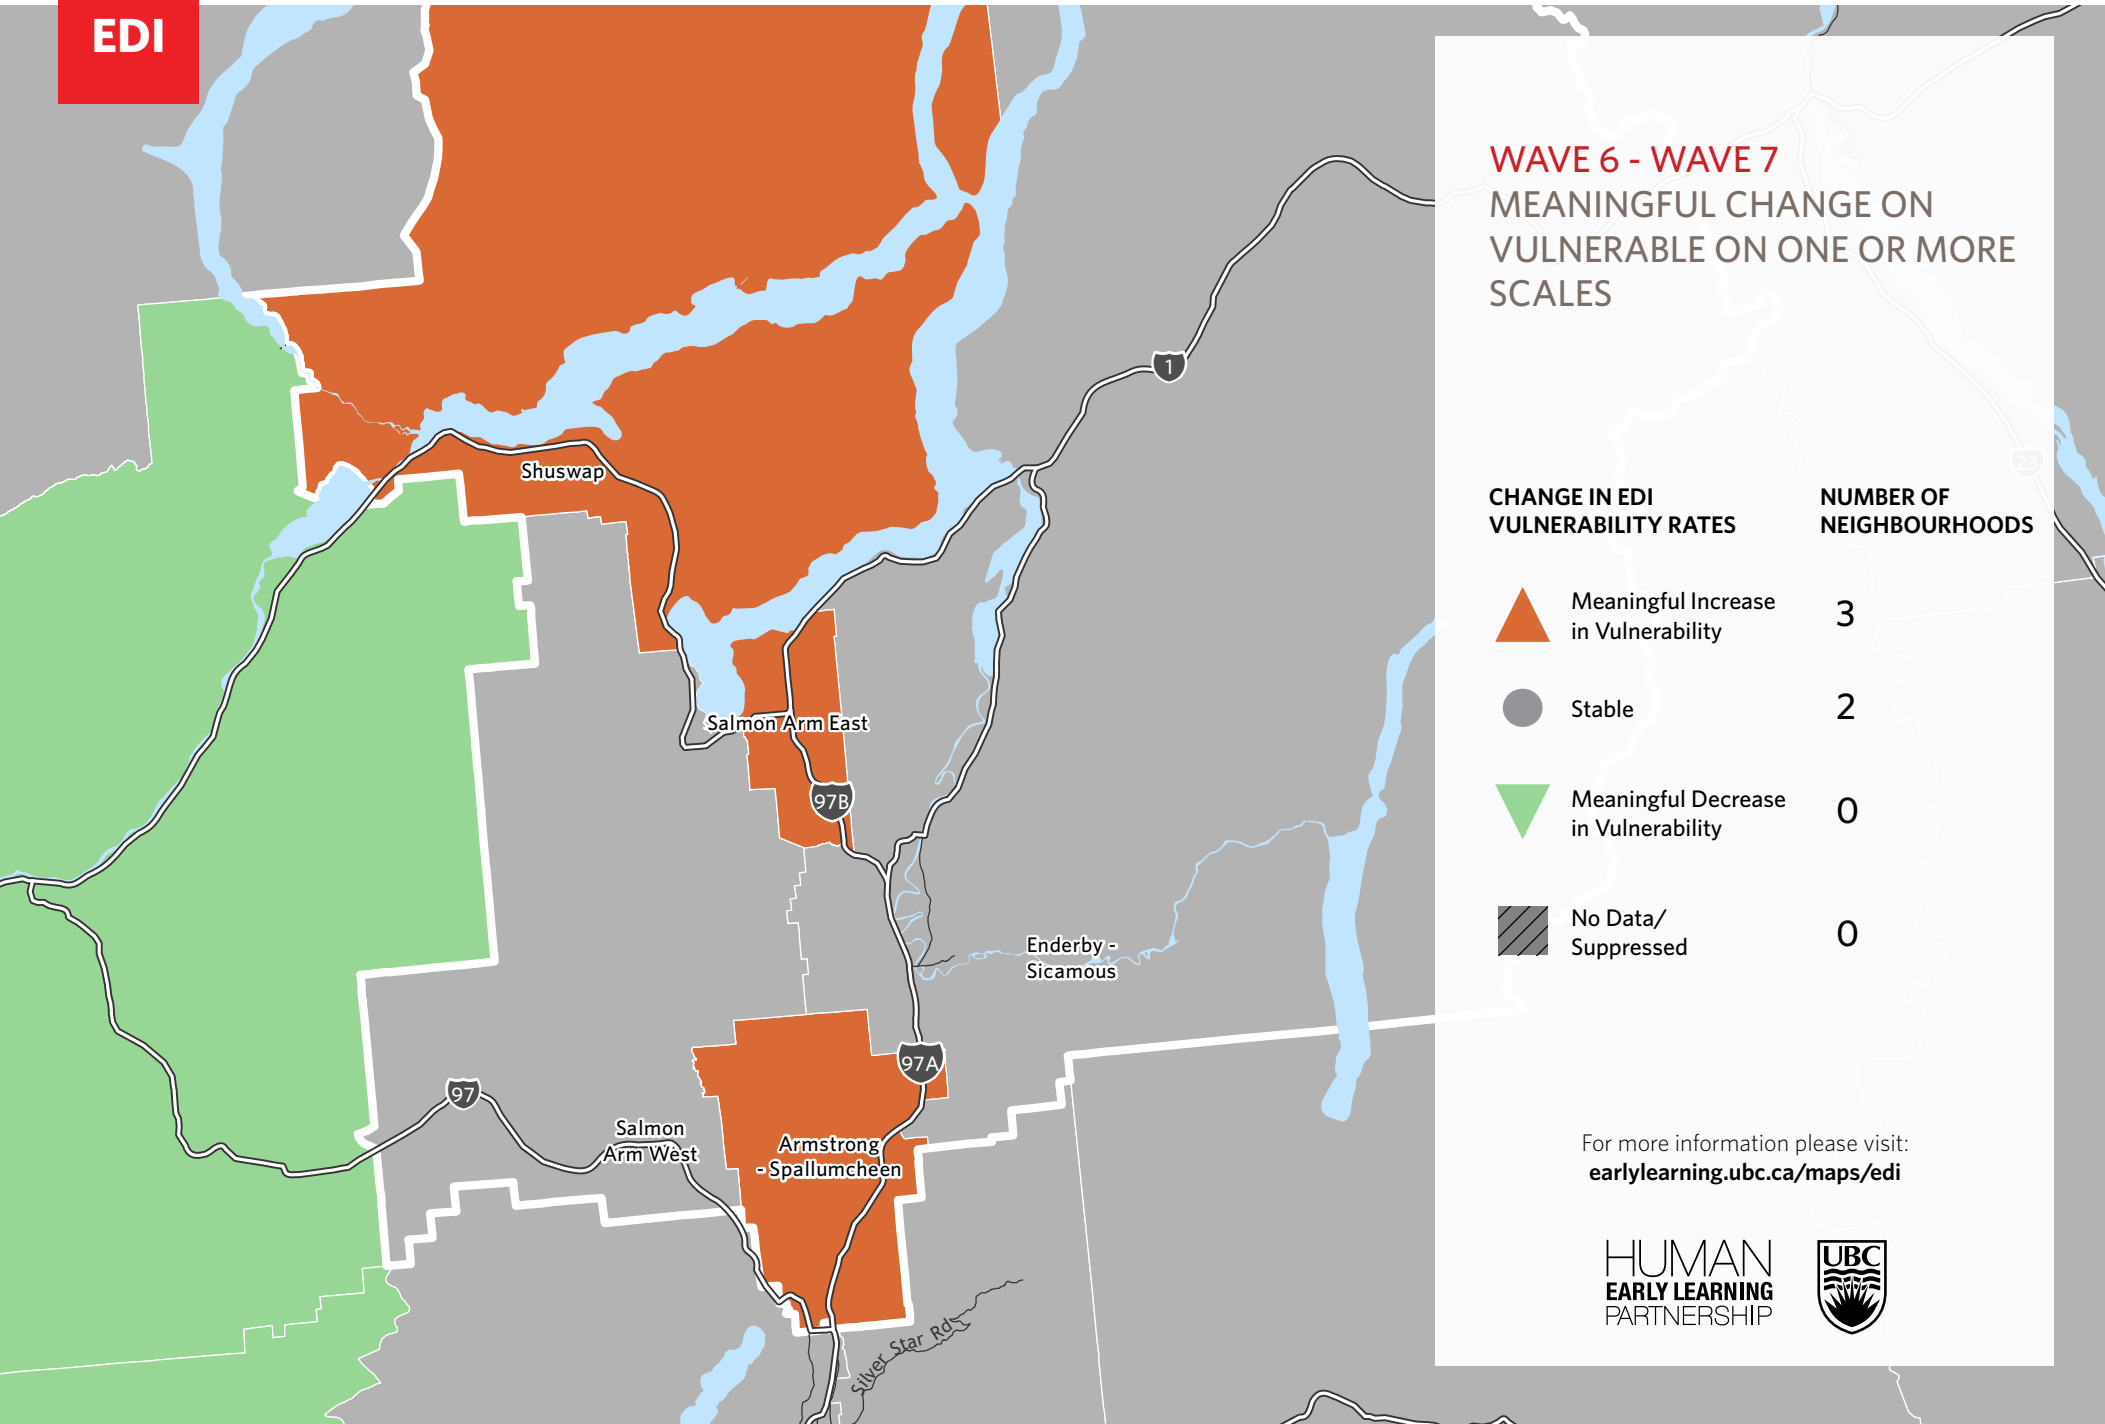 EDI
WAVE 6 - WAVE 7
MEANINGFUL CHANGE ON
VULNERABLE ON ONE OR MORE
SCALES
CHANGE IN EDI
VULNERABILITY RATES
NUMBER OF
NEIGHBOURHOODS
Meaningful Increase
in Vulnerability
3
Stable
2
Meaningful Decrease
in Vulnerability
0
No Data/
Suppressed
0
For more information please visit:
earlylearning.ubc.ca/maps/edi
HUMAN
EARLY LEARNING
PARTNERSHIP
UBC
1
23
Shuswap
Salmon Arm East
97B
Enderby -
Sicamous
97A
97
Salmon
Arm West
Armstrong
- Spallumcheen
Silver Star Rd